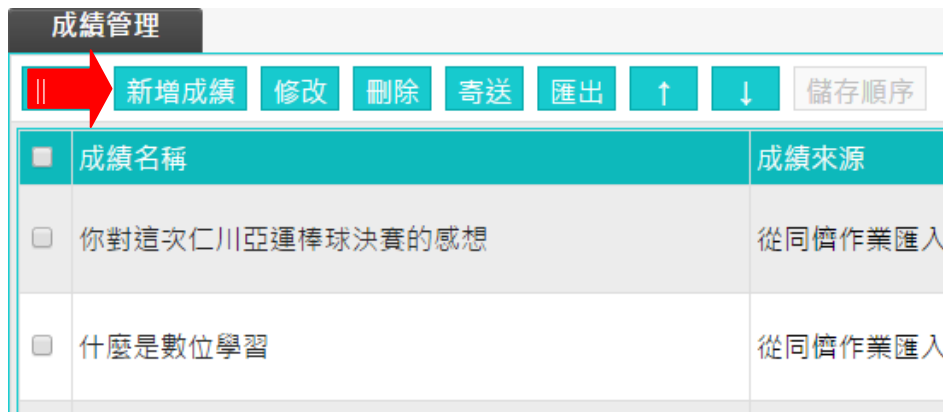 成績管理
新增成績 修改 刪除 寄送 匯出 ↑ ↓ 儲存順序
成績名稱 成績來源
你對這次仁川亞運棒球決賽的感想 從同儕作業匯入
什麼是數位學習 從同儕作業匯入